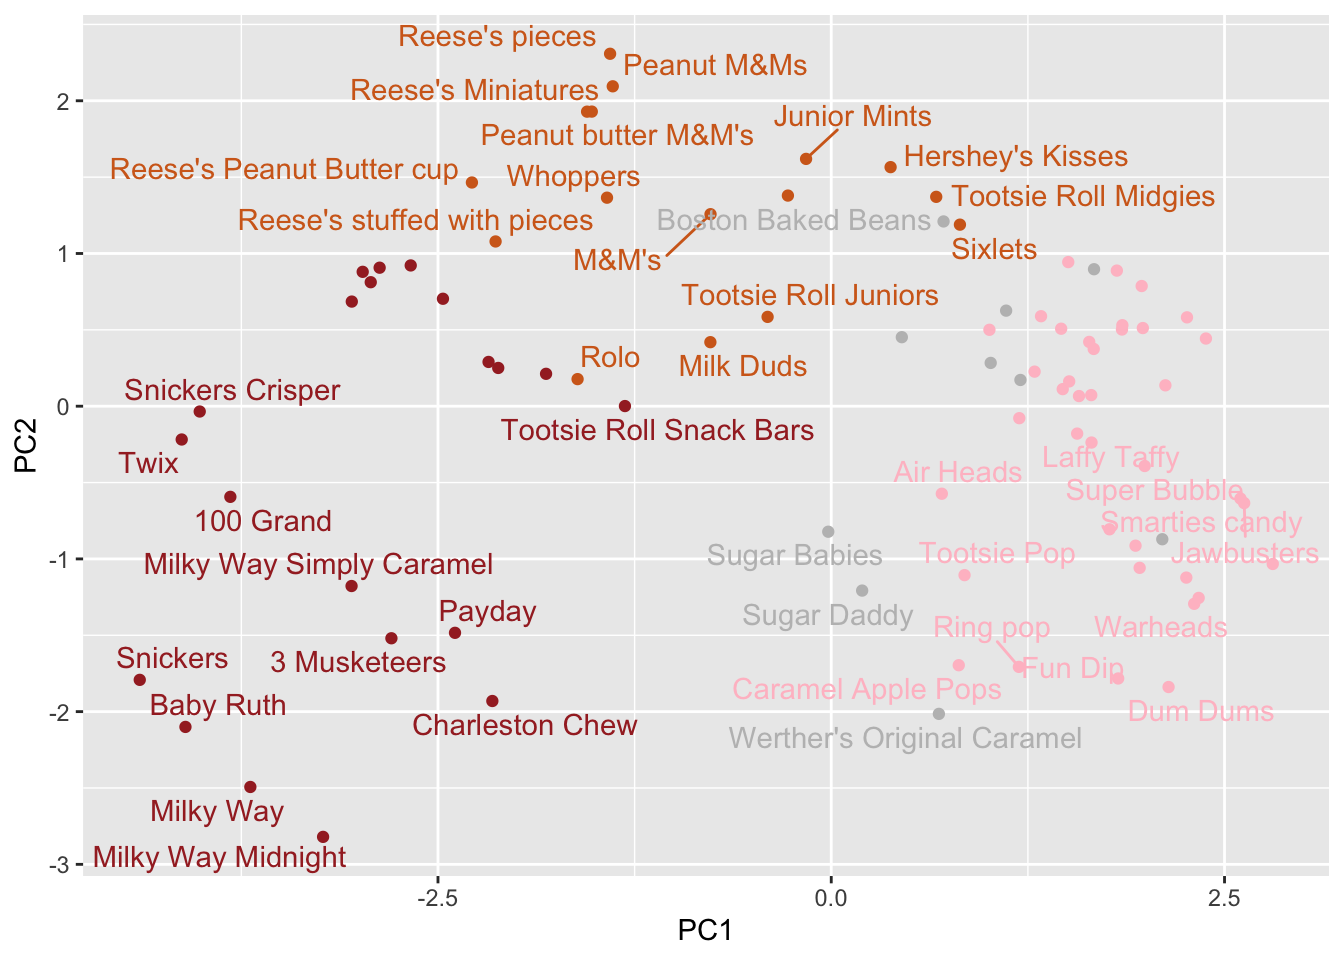 Reese's pieces
Peanut M&Ms
Reese's Miniatures
Junior Mints
Peanut butter M&M's
Hershey's Kisses
Reese's Peanut Butter cup
Whoppers
Tootsie Roll Midgies
Reese's stuffed with pieces
Boston Baked Beans
Sixlets
M&M's
Tootsie Roll Juniors
Rolo
Milk Duds
Snickers Crisper
Tootsie Roll Snack Bars
Twix
Laffy Taffy
Air Heads
Super Bubble
100 Grand
Smarties candy
Sugar Babies
Tootsie Pop
Jawbusters
Milky Way Simply Caramel
Payday
Sugar Daddy
Ring pop
Warheads
Snickers
3 Musketeers
Fun Dip
Caramel Apple Pops
Baby Ruth
Dum Dums
Charleston Chew
Werther's Original Caramel
Milky Way
Milky Way Midnight
2
1
0
-1
-2
-3
PC2
-2.5
0.0
2.5
PC1